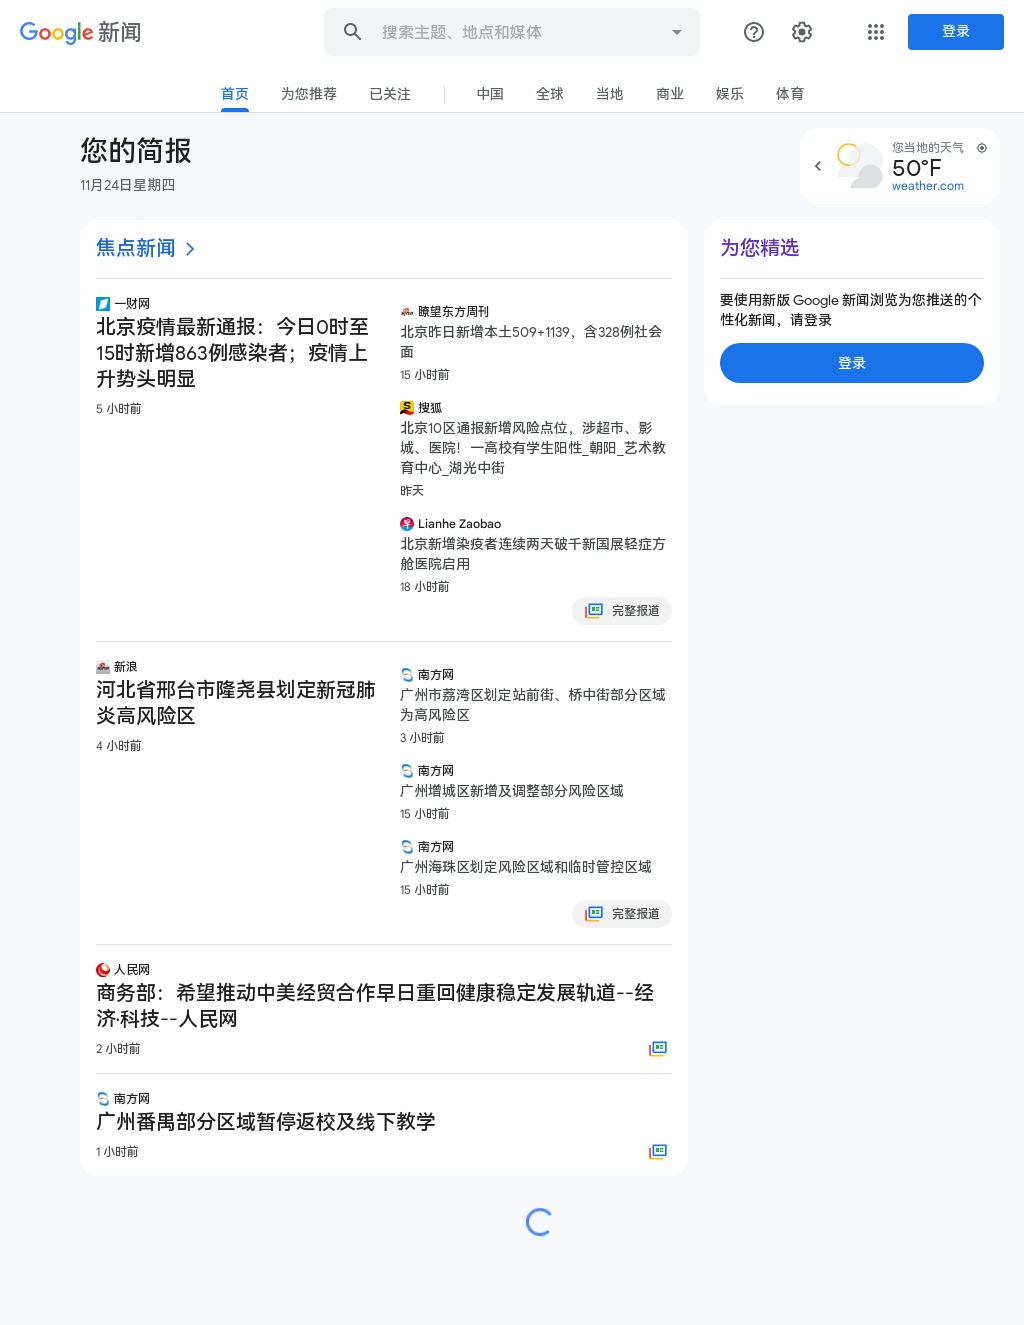 Google 新闻
搜索主题、地点和媒体
登录
首页 为您推荐 已关注 中国 全球 当地 商业 娱乐 体育
您的简报
11月24日星期四
您当地的天气
50°F
weather.com
焦点新闻
一财网
北京疫情最新通报：今日0时至
15时新增863例感染者；疫情上
升势头明显
5 小时前
瞭望东方周刊
北京昨日新增本土509+1139，含328例社会
面
15 小时前
搜狐
北京10区通报新增风险点位，涉超市、影
城、医院！一高校有学生阳性_朝阳_艺术教
育中心_湖光中街
昨天
Lianhe Zaobao
北京新增染疫者连续两天破千新国展轻症方
舱医院启用
18 小时前
完整报道
新浪
河北省邢台市隆尧县划定新冠肺
炎高风险区
4 小时前
南方网
广州市荔湾区划定站前街、桥中街部分区域
为高风险区
3 小时前
南方网
广州增城区新增及调整部分风险区域
15 小时前
南方网
广州海珠区划定风险区域和临时管控区域
15 小时前
完整报道
人民网
商务部：希望推动中美经贸合作早日重回健康稳定发展轨道--经
济·科技--人民网
2 小时前
南方网
广州番禺部分区域暂停返校及线下教学
1 小时前
为您精选
要使用新版 Google 新闻浏览为您推送的个
性化新闻，请登录
登录